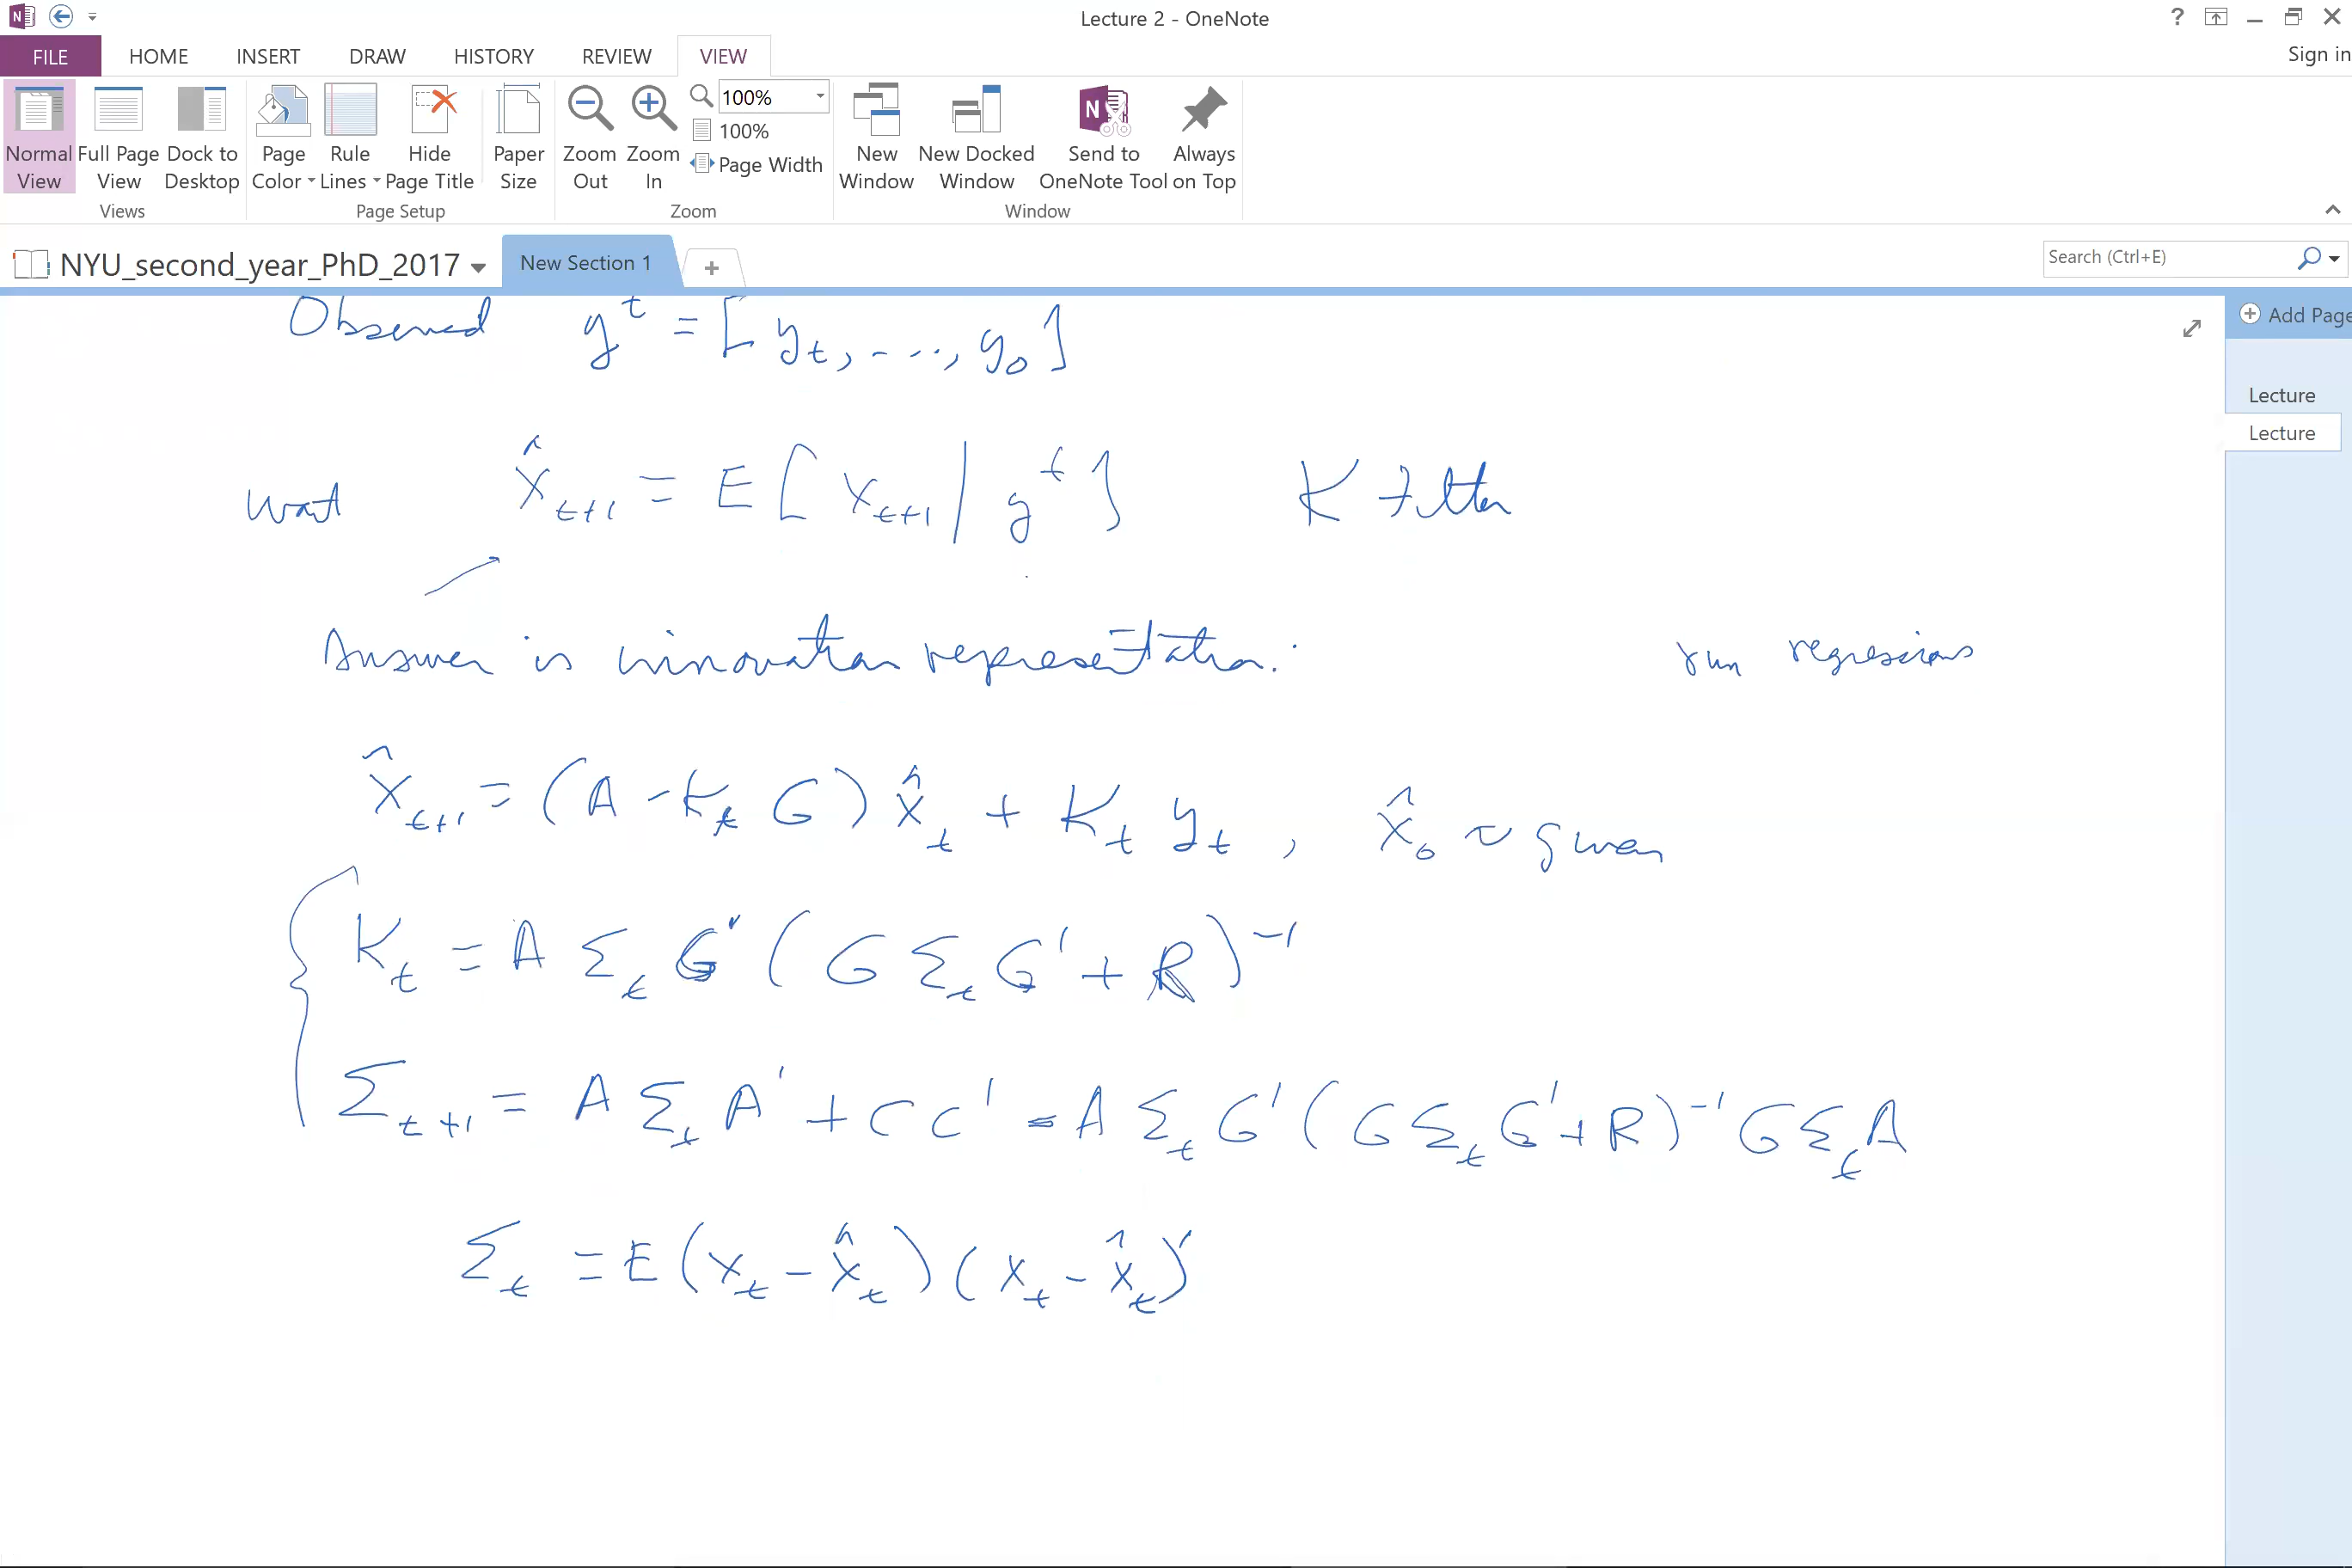 Lecture 2 - OneNote
Sign in
FILE HOME INSERT DRAW HISTORY REVIEW VIEW
Normal View
Full Page View
Dock to Desktop
Views
Page Color
Rule Lines
Hide Page Title
Paper Size
Page Setup
Zoom Out
Zoom In
100%
100%
Page Width
Zoom
New Window
New Docked Window
Send to OneNote Tool
Always on Top
Window
NYU_second_year_PhD_2017
New Section 1
Search (Ctrl+E)
Add Page
Lecture
Lecture
Observed y^t = [y_t, ..., y_0]
want x̂_{t+1} = E[x_{t+1} | y^t] K filter
Answer is innovation representation: run regressions
x̂_{t+1} = (A - K_t G) x̂_t + K_t y_t, x̂_0 ~ given
K_t = A Σ_t G' (G Σ_t G' + R)^{-1}
Σ_{t+1} = A Σ_t A' + C C' - A Σ_t G' (G Σ_t G' + R)^{-1} G Σ_t A
Σ_t = E(x_t - x̂_t)(x_t - x̂_t)'